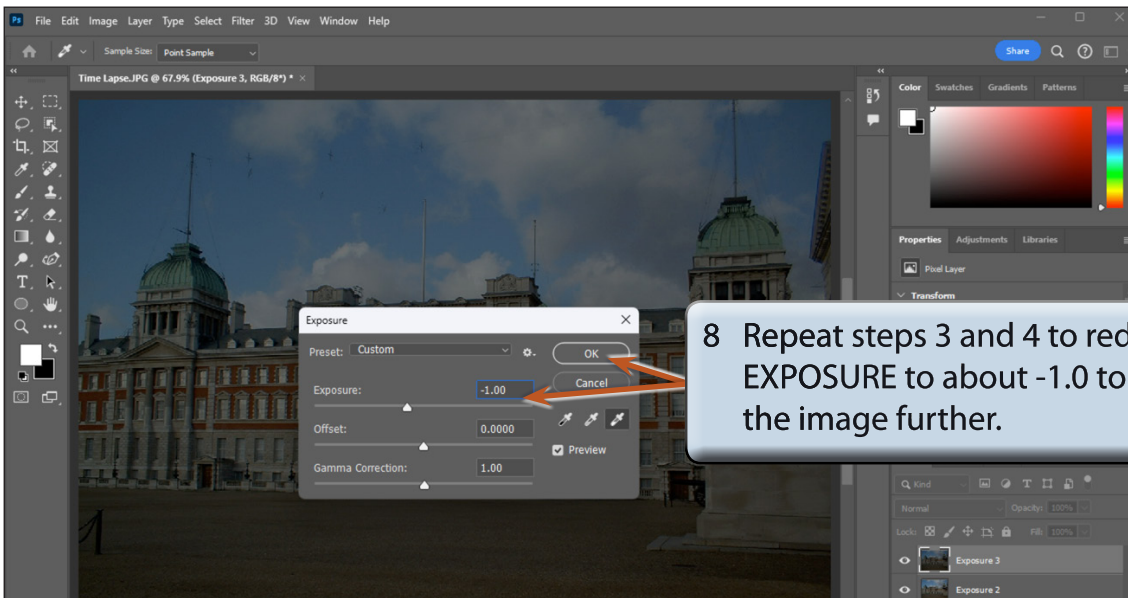 Ps File Edit Image Layer Type Select Filter 3D View Window Help
Sample Size: Point Sample
Share
Time Lapse.JPG @ 67.9% (Exposure 3, RGB/8*) *
Color Swatches Gradients Patterns
Properties Adjustments Libraries
Pixel Layer
Transform
Exposure
Preset: Custom
OK
Exposure: -1.00
Cancel
Offset: 0.0000
Preview
Gamma Correction: 1.00
8 Repeat steps 3 and 4 to red
EXPOSURE to about -1.0 to
the image further.
Kind
Normal Opacity: 100%
Lock: Fill: 100%
Exposure 3
Exposure 2